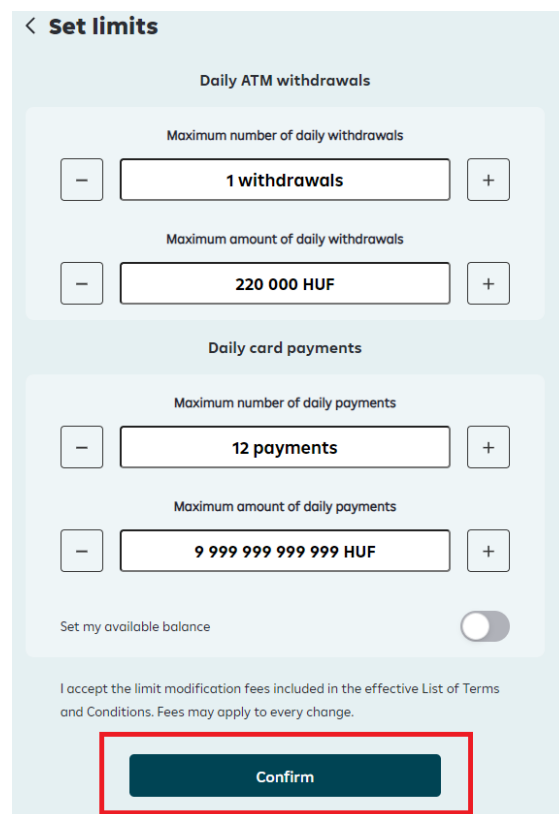 Set limits
Daily ATM withdrawals
Maximum number of daily withdrawals
1 withdrawals
Maximum amount of daily withdrawals
220 000 HUF
Daily card payments
Maximum number of daily payments
12 payments
Maximum amount of daily payments
9 999 999 999 999 HUF
Set my available balance
I accept the limit modification fees included in the effective List of Terms
and Conditions. Fees may apply to every change.
Confirm